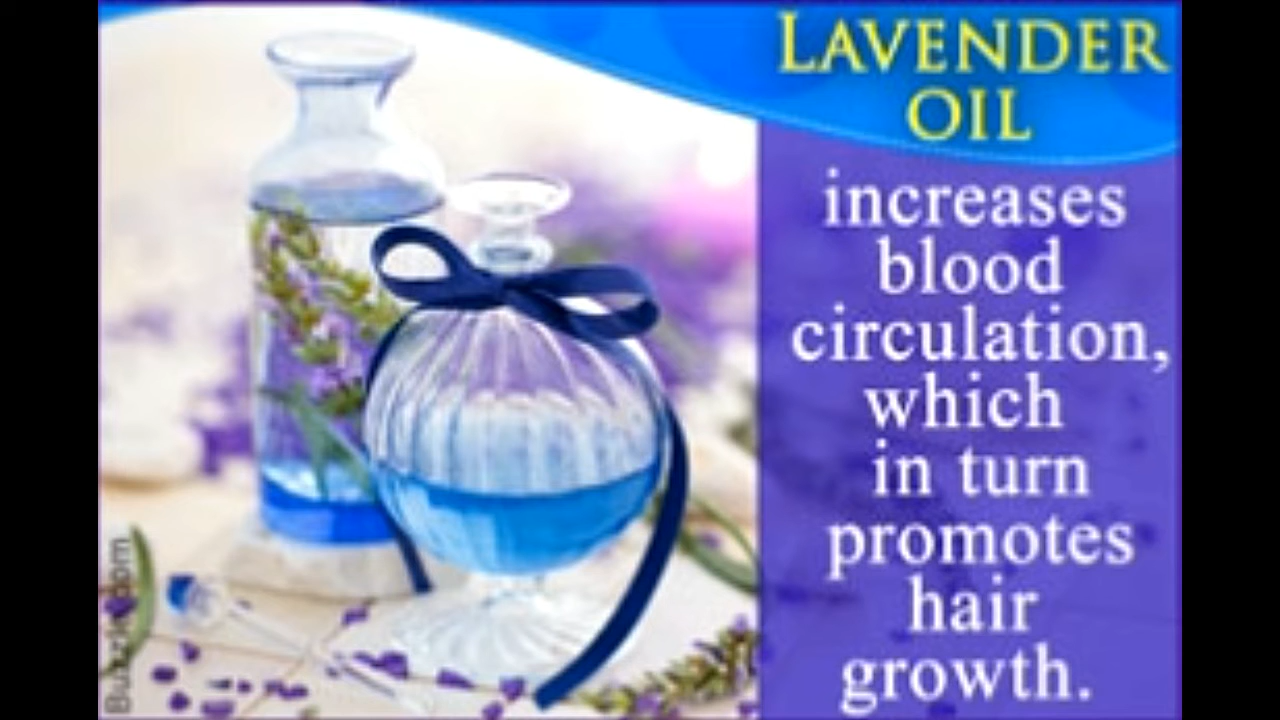 LAVENDER
OIL
increases
blood
circulation,
which
in turn
promotes
hair
growth.